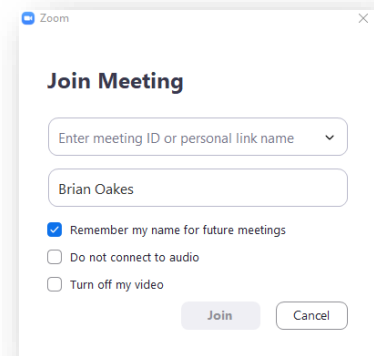 Zoom
Join Meeting
Enter meeting ID or personal link name
Brian Oakes
Remember my name for future meetings
Do not connect to audio
Turn off my video
Join Cancel